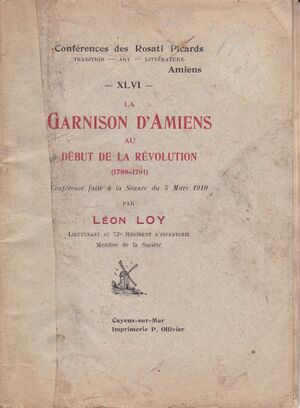 Conférences des Rosati Picards
TRADITION — ART — LITTÉRATURE
Amiens
— XLVI —
LA
GARNISON D'AMIENS
AU
DÉBUT DE LA RÉVOLUTION
(1789-1791)
Conférence faite à la Séance du 5 Mars 1910
PAR
LÉON LOY
LIEUTENANT AU 72e RÉGIMENT D'INFANTERIE
Membre de la Société
Cayeux-sur-Mer
Imprimerie P. Ollivier